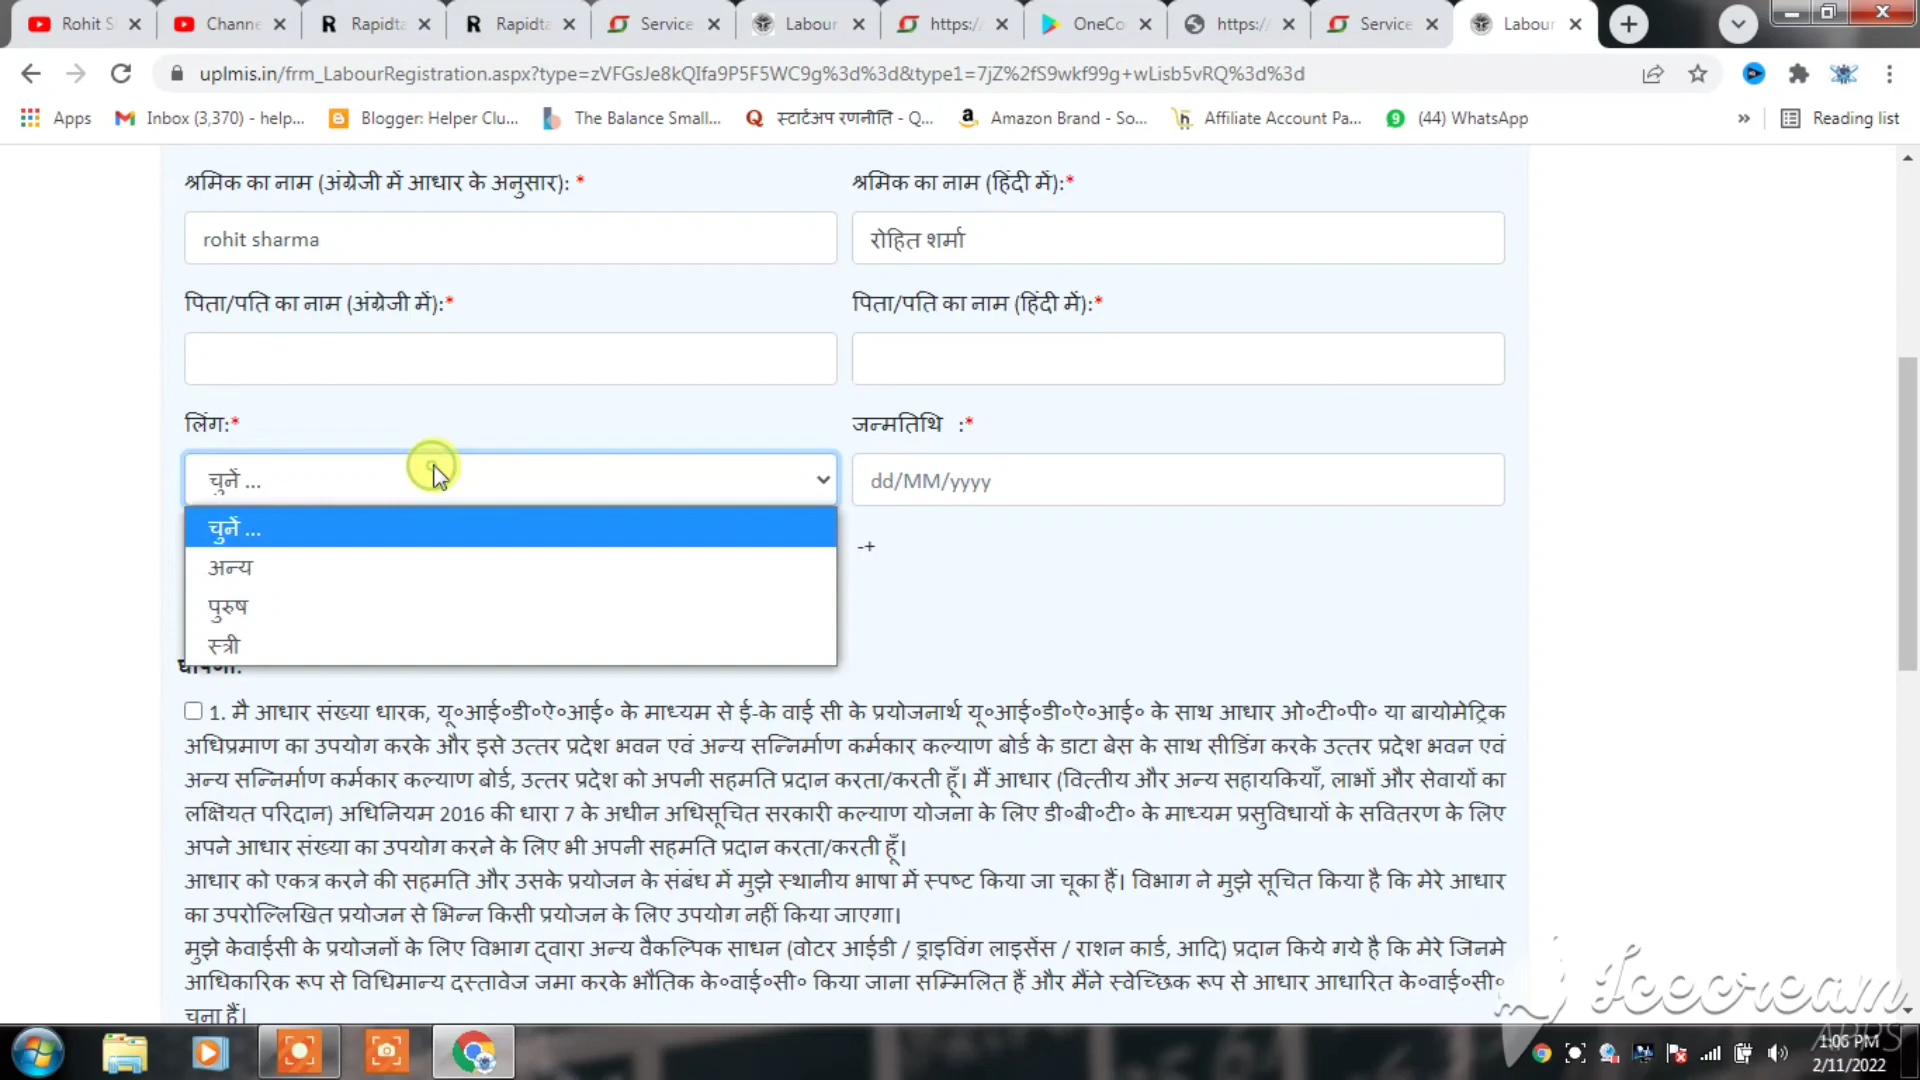 Rohit S
Channe
Rapidta
Rapidta
Service
Labour
https:/
OneCo
https:/
Service
Labour
uplmis.in/frm_LabourRegistration.aspx?type=zVFGsJe8kQIfa9P5F5WC9g%3d%3d&type1=7jZ%2fS9wkf99g+wLisb5vRQ%3d%3d
Apps
Inbox (3,370) - help...
Blogger: Helper Clu...
The Balance Small...
स्टार्टअप रणनीति - Q...
Amazon Brand - So...
Affiliate Account Pa...
(44) WhatsApp
»
Reading list
श्रमिक का नाम (अंग्रेजी में आधार के अनुसार): *
श्रमिक का नाम (हिंदी में):*
rohit sharma
रोहित शर्मा
पिता/पति का नाम (अंग्रेजी में):*
पिता/पति का नाम (हिंदी में):*
लिंग:*
जन्मतिथि :*
चुनें ...
dd/MM/yyyy
चुनें ...
-+
अन्य
पुरुष
स्त्री
1. मै आधार संख्या धारक, यू०आई०डी०ऐ०आई० के माध्यम से ई-के वाई सी के प्रयोजनार्थ यू०आई०डी०ऐ०आई० के साथ आधार ओ०टी०पी० या बायोमेट्रिक
अधिप्रमाण का उपयोग करके और इसे उत्तर प्रदेश भवन एवं अन्य सन्निर्माण कर्मकार कल्याण बोर्ड के डाटा बेस के साथ सीडिंग करके उत्तर प्रदेश भवन एवं
अन्य सन्निर्माण कर्मकार कल्याण बोर्ड, उत्तर प्रदेश को अपनी सहमति प्रदान करता/करती हूँ। मैं आधार (वित्तीय और अन्य सहायकियाँ, लाभों और सेवायों का
लक्षियत परिदान) अधिनियम 2016 की धारा 7 के अधीन अधिसूचित सरकारी कल्याण योजना के लिए डी०बी०टी० के माध्यम प्रसुविधायों के सवितरण के लिए
अपने आधार संख्या का उपयोग करने के लिए भी अपनी सहमति प्रदान करता/करती हूँ।
आधार को एकत्र करने की सहमति और उसके प्रयोजन के संबंध में मुझे स्थानीय भाषा में स्पष्ट किया जा चूका हैं। विभाग ने मुझे सूचित किया है कि मेरे आधार
का उपरोल्लिखित प्रयोजन से भिन्न किसी प्रयोजन के लिए उपयोग नहीं किया जाएगा।
मुझे केवाईसी के प्रयोजनों के लिए विभाग द्वारा अन्य वैकल्पिक साधन (वोटर आईडी / ड्राइविंग लाइसेंस / राशन कार्ड, आदि) प्रदान किये गये है कि मेरे जिनमे
आधिकारिक रूप से विधिमान्य दस्तावेज जमा करके भौतिक के०वाई०सी० किया जाना सम्मिलित हैं और मैंने स्वेच्छिक रूप से आधार आधारित के०वाई०सी०
चुना हैं।
Icecream
APPS
1:06 PM
2/11/2022